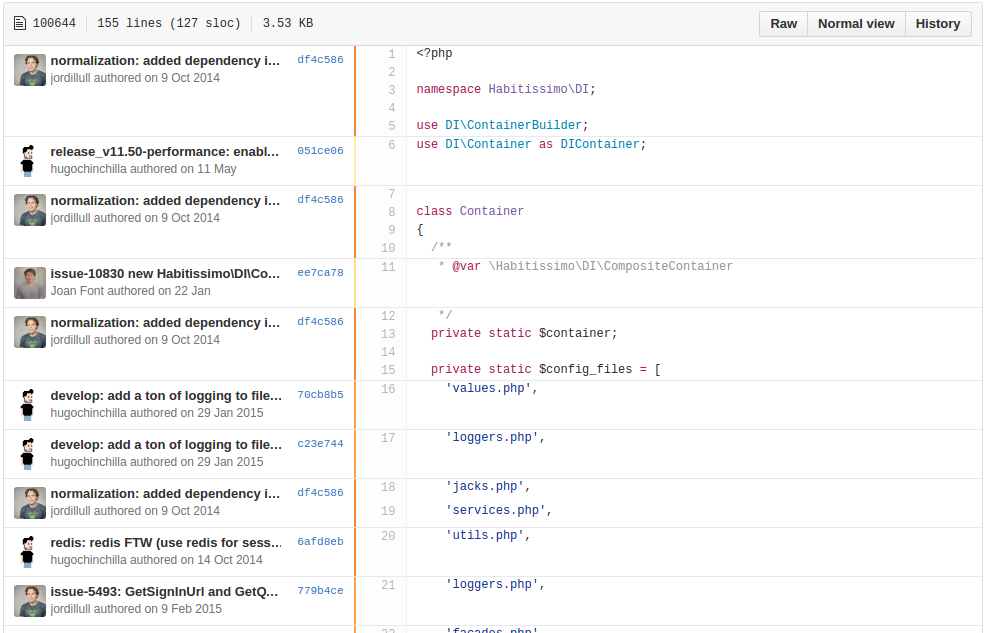 100644 155 lines (127 sloc) 3.53 KB Raw Normal view History
normalization: added dependency i... df4c586 1 <?php
jordillull authored on 9 Oct 2014 2
3 namespace Habitissimo\DI;
4
5 use DI\ContainerBuilder;
release_v11.50-performance: enabl... 051ce06 6 use DI\Container as DIContainer;
hugochinchilla authored on 11 May
normalization: added dependency i... df4c586 7
jordillull authored on 9 Oct 2014 8 class Container
9 {
10 /**
issue-10830 new Habitissimo\DI\Co... ee7ca78 11 * @var \Habitissimo\DI\CompositeContainer
Joan Font authored on 22 Jan
normalization: added dependency i... df4c586 12 */
jordillull authored on 9 Oct 2014 13 private static $container;
14
15 private static $config_files = [
develop: add a ton of logging to file... 70cb8b5 16 'values.php',
hugochinchilla authored on 29 Jan 2015
develop: add a ton of logging to file... c23e744 17 'loggers.php',
hugochinchilla authored on 29 Jan 2015
normalization: added dependency i... df4c586 18 'jacks.php',
jordillull authored on 9 Oct 2014 19 'services.php',
redis: redis FTW (use redis for sess... 6afd8eb 20 'utils.php',
hugochinchilla authored on 14 Oct 2014
issue-5493: GetSignInUrl and GetQ... 779b4ce 21 'loggers.php',
jordillull authored on 9 Feb 2015
22 'facades.php'